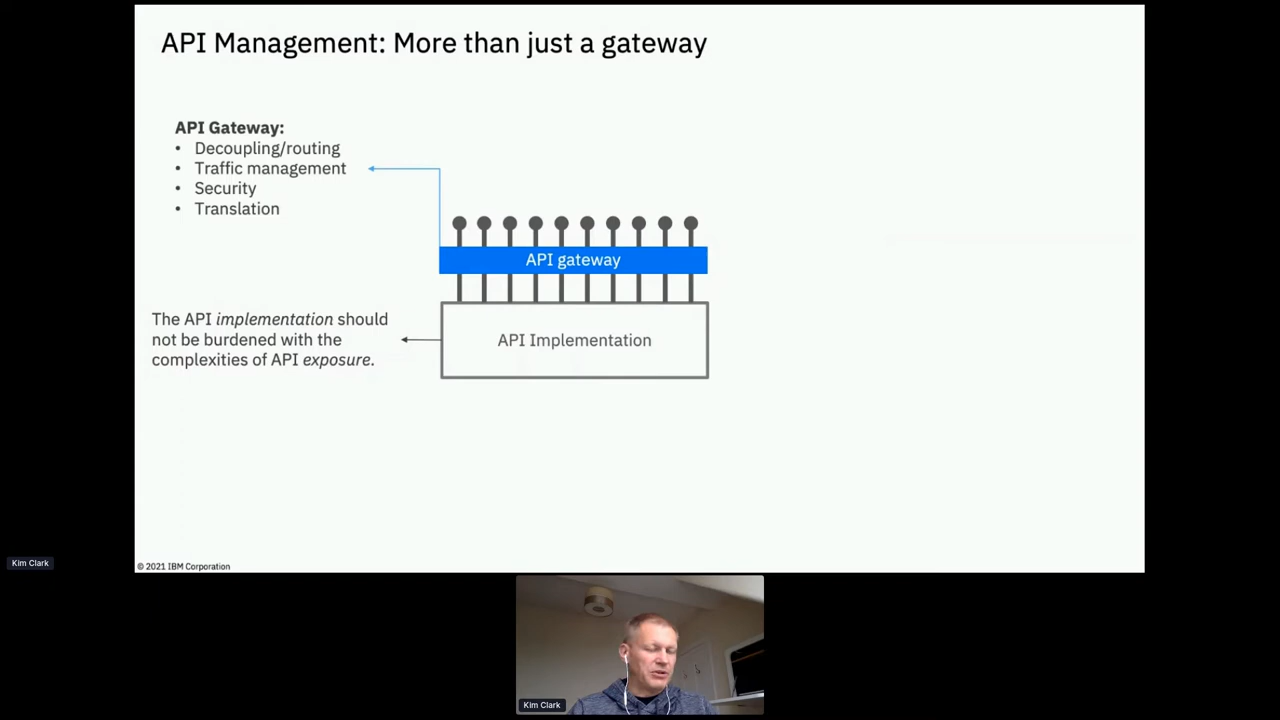 API Management: More than just a gateway
API Gateway:
• Decoupling/routing
• Traffic management
• Security
• Translation
API gateway
The API implementation should
not be burdened with the
complexities of API exposure.
API Implementation
Kim Clark
© 2021 IBM Corporation
Kim Clark